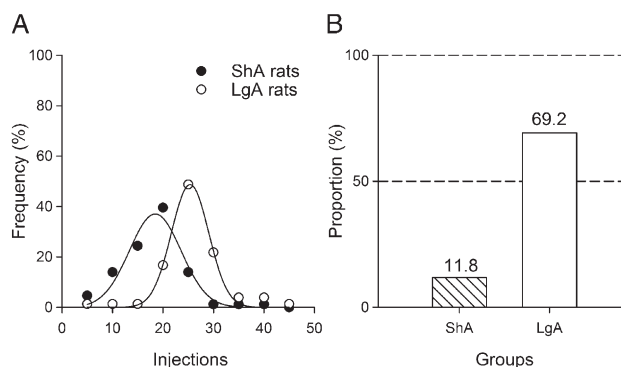 A
Frequency (%)
100
80
60
40
20
0
0 10 20 30 40 50
Injections
ShA rats
LgA rats
B
Proportion (%)
100
50
0
11.8
69.2
ShA LgA
Groups